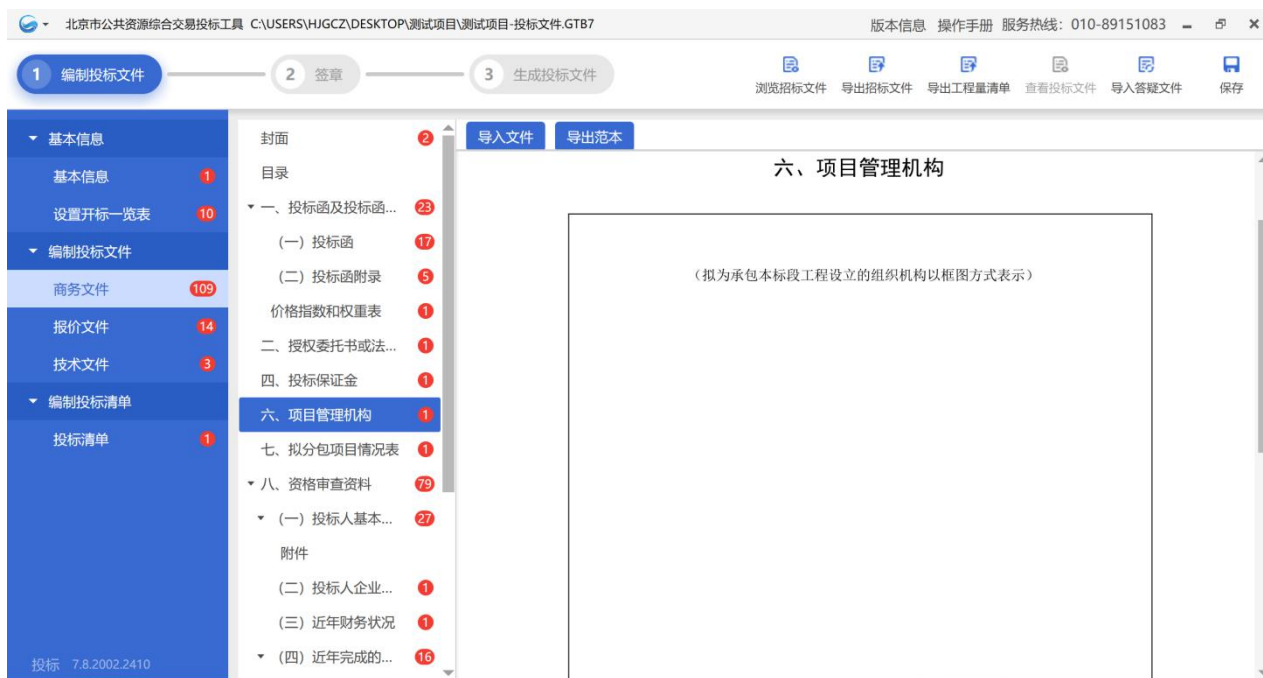 北京市公共资源综合交易投标工具 C:\USERS\HJGCZ\DESKTOP\测试项目\测试项目-投标文件.GTB7 版本信息 操作手册 服务热线：010-89151083
1 编制投标文件 2 签章 3 生成投标文件
浏览招标文件 导出招标文件 导出工程量清单 查看投标文件 导入答疑文件 保存
基本信息
基本信息 1
设置开标一览表 10
编制投标文件
商务文件 109
报价文件 14
技术文件 3
编制投标清单
投标清单 1
投标 7.8.2002.2410
封面 2
目录
一、投标函及投标函... 23
（一）投标函 17
（二）投标函附录 5
价格指数和权重表 1
二、授权委托书或法... 1
四、投标保证金 1
六、项目管理机构 1
七、拟分包项目情况表 1
八、资格审查资料 79
（一）投标人基本... 27
附件
（二）投标人企业... 1
（三）近年财务状况 1
（四）近年完成的... 16
导入文件 导出范本
六、项目管理机构
（拟为承包本标段工程设立的组织机构以框图方式表示）